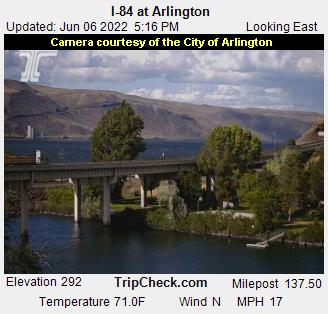 I-84 at Arlington
Updated: Jun 06 2022 5:16 PM Looking East
Camera courtesy of the City of Arlington
Elevation 292 TripCheck.com Milepost 137.50
Temperature 71.0F Wind N MPH 17